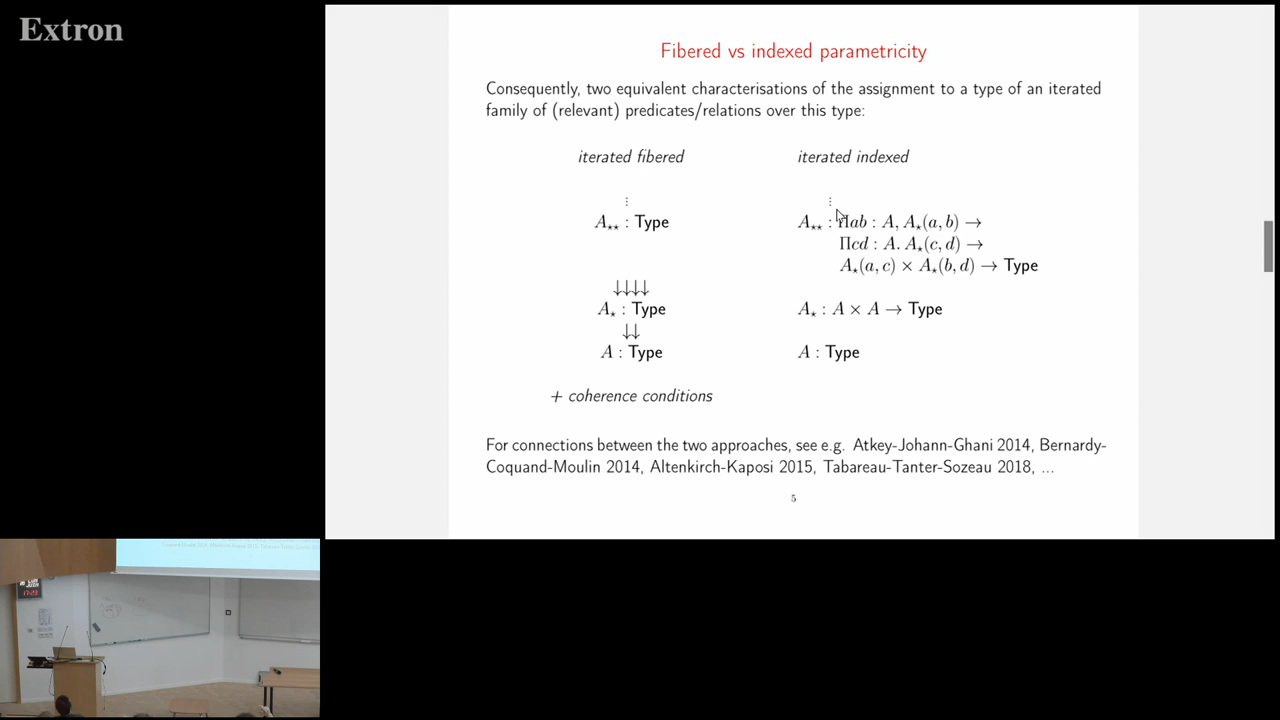 Extron
Fibered vs indexed parametricity
Consequently, two equivalent characterisations of the assignment to a type of an iterated
family of (relevant) predicates/relations over this type:
iterated fibered iterated indexed
⋮ ⋮
A⋆⋆ : Type A⋆⋆ : Πab : A, A⋆(a, b) →
Πcd : A. A⋆(c, d) →
A⋆(a, c) × A⋆(b, d) → Type
↓↓↓↓
A⋆ : Type A⋆ : A × A → Type
↓↓
A : Type A : Type
+ coherence conditions
For connections between the two approaches, see e.g. Atkey-Johann-Ghani 2014, Bernardy-
Coquand-Moulin 2014, Altenkirch-Kaposi 2015, Tabareau-Tanter-Sozeau 2018, ...
5
17:23